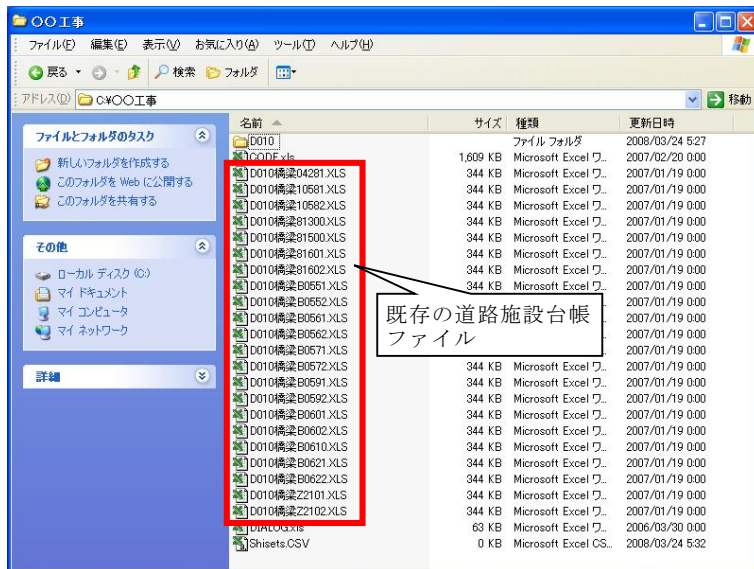 〇〇工事
ファイル(F) 編集(E) 表示(V) お気に入り(A) ツール(T) ヘルプ(H)
戻る 検索 フォルダ
アドレス(D) C:¥〇〇工事 移動
名前 サイズ 種類 更新日時
ファイルとフォルダのタスク
新しいフォルダを作成する
このフォルダを Web に公開する
このフォルダを共有する
その他
ローカル ディスク (C:)
マイ ドキュメント
マイ コンピュータ
マイ ネットワーク
詳細
D010 ファイル フォルダ 2008/03/24 5:27
CODE.xls 1,609 KB Microsoft Excel ワ... 2007/02/20 0:00
D010橋梁04281.XLS 344 KB Microsoft Excel ワ... 2007/01/19 0:00
D010橋梁10581.XLS 344 KB Microsoft Excel ワ... 2007/01/19 0:00
D010橋梁10582.XLS 344 KB Microsoft Excel ワ... 2007/01/19 0:00
D010橋梁81300.XLS 344 KB Microsoft Excel ワ... 2007/01/19 0:00
D010橋梁81500.XLS 344 KB Microsoft Excel ワ... 2007/01/19 0:00
D010橋梁81601.XLS 344 KB Microsoft Excel ワ... 2007/01/19 0:00
D010橋梁81602.XLS 344 KB Microsoft Excel ワ... 2007/01/19 0:00
D010橋梁B0551.XLS 344 KB Microsoft Excel ワ... 2007/01/19 0:00
D010橋梁B0552.XLS 2007/01/19 0:00
D010橋梁B0561.XLS 2007/01/19 0:00
D010橋梁B0562.XLS 2007/01/19 0:00
D010橋梁B0571.XLS 2007/01/19 0:00
既存の道路施設台帳
ファイル
D010橋梁B0572.XLS 344 KB Microsoft Excel ワ... 2007/01/19 0:00
D010橋梁B0591.XLS 344 KB Microsoft Excel ワ... 2007/01/19 0:00
D010橋梁B0592.XLS 344 KB Microsoft Excel ワ... 2007/01/19 0:00
D010橋梁B0601.XLS 344 KB Microsoft Excel ワ... 2007/01/19 0:00
D010橋梁B0602.XLS 344 KB Microsoft Excel ワ... 2007/01/19 0:00
D010橋梁B0610.XLS 344 KB Microsoft Excel ワ... 2007/01/19 0:00
D010橋梁B0621.XLS 344 KB Microsoft Excel ワ... 2007/01/19 0:00
D010橋梁B0622.XLS 344 KB Microsoft Excel ワ... 2007/01/19 0:00
D010橋梁Z2101.XLS 344 KB Microsoft Excel ワ... 2007/01/19 0:00
D010橋梁Z2102.XLS 344 KB Microsoft Excel ワ... 2007/01/19 0:00
DIALOG.xls 63 KB Microsoft Excel ワ... 2006/03/30 0:00
Shisets.CSV 0 KB Microsoft Excel CS... 2008/03/24 5:32